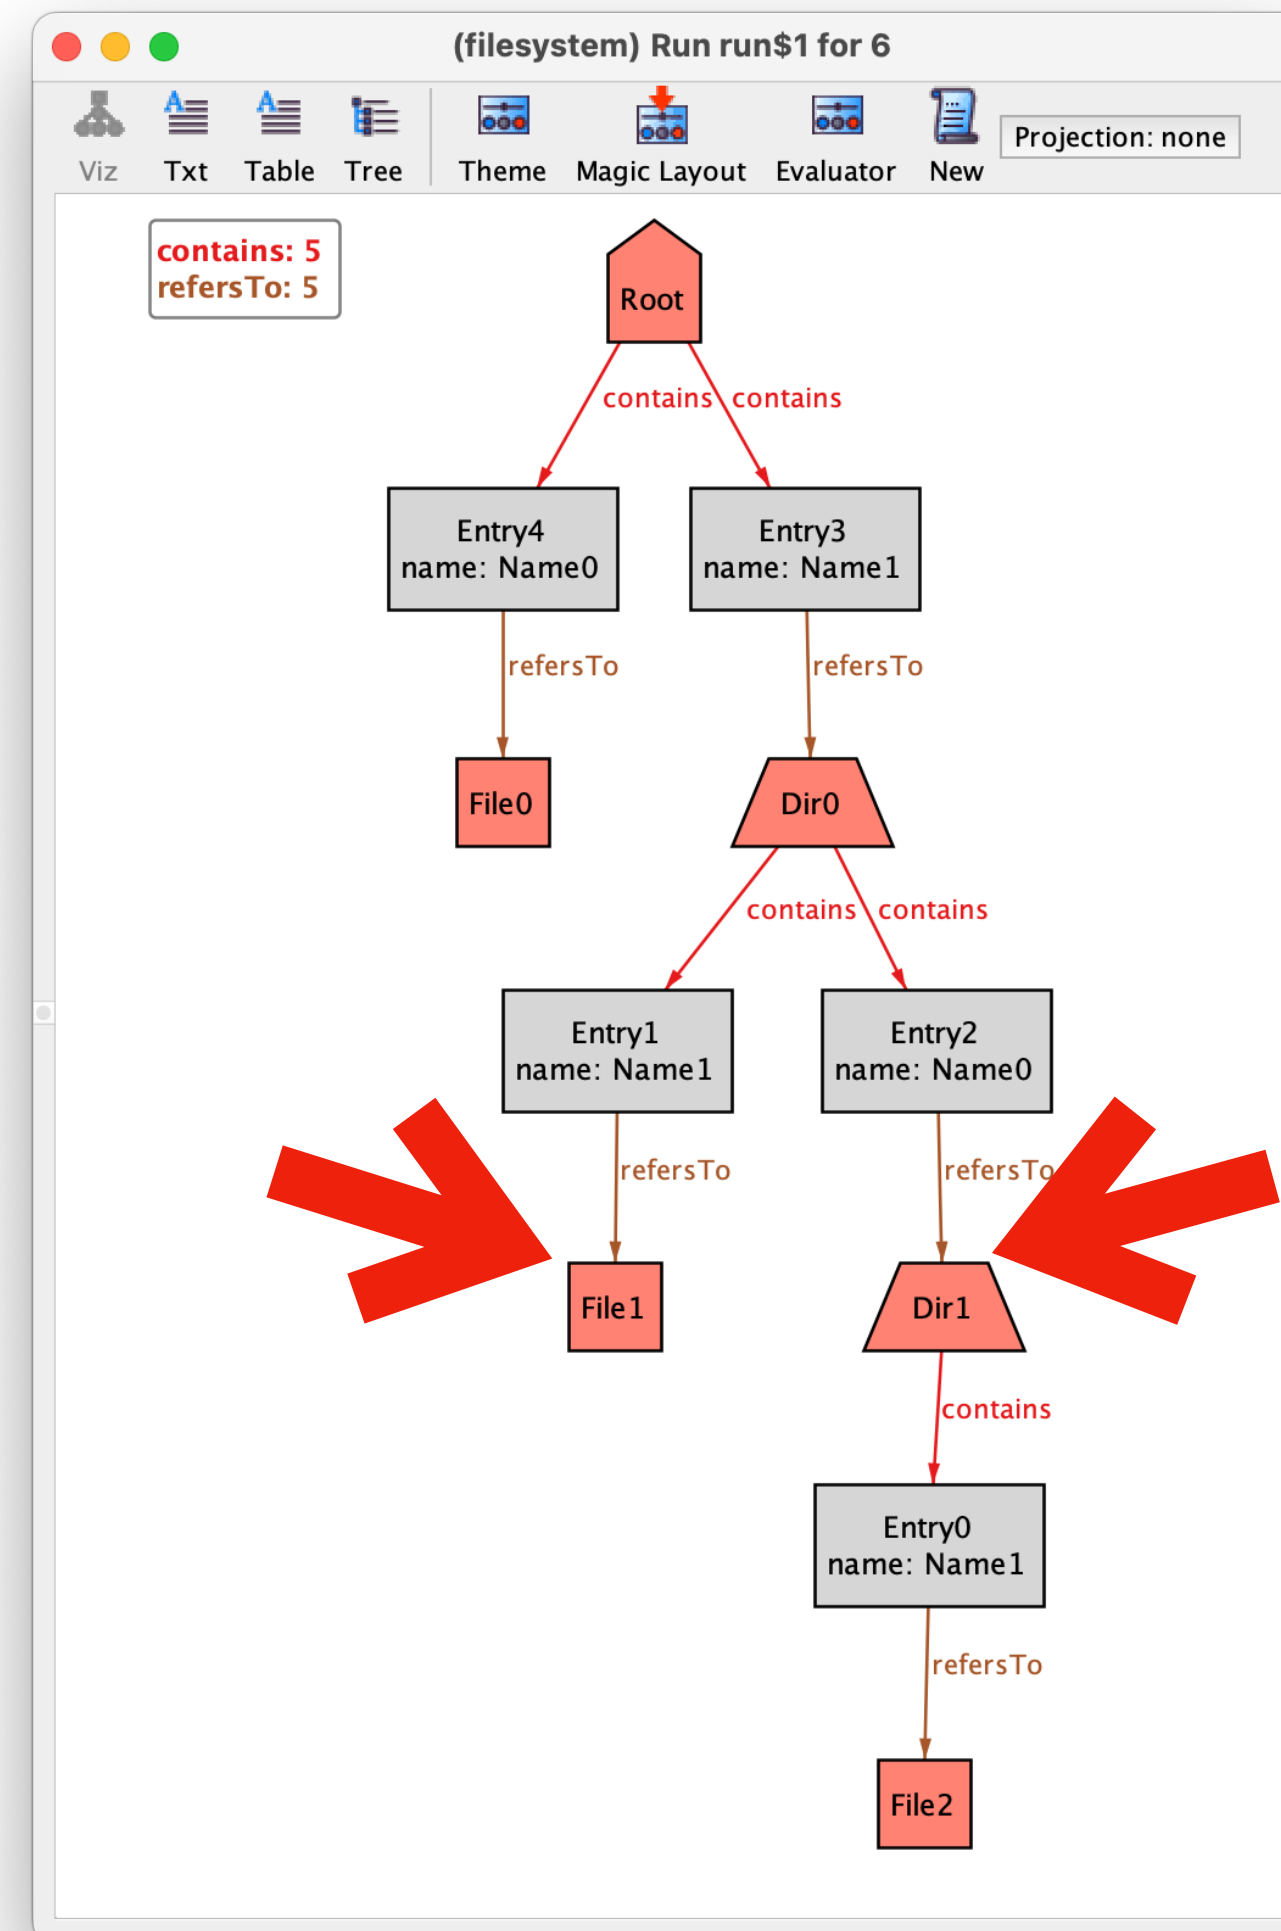 (filesystem) Run run$1 for 6
Viz Txt Table Tree Theme Magic Layout Evaluator New Projection: none
contains: 5
refersTo: 5
Root
contains contains
Entry4
name: Name0
Entry3
name: Name1
refersTo refersTo
File0 Dir0
contains contains
Entry1
name: Name1
Entry2
name: Name0
refersTo refersTo
File1 Dir1
contains
Entry0
name: Name1
refersTo
File2